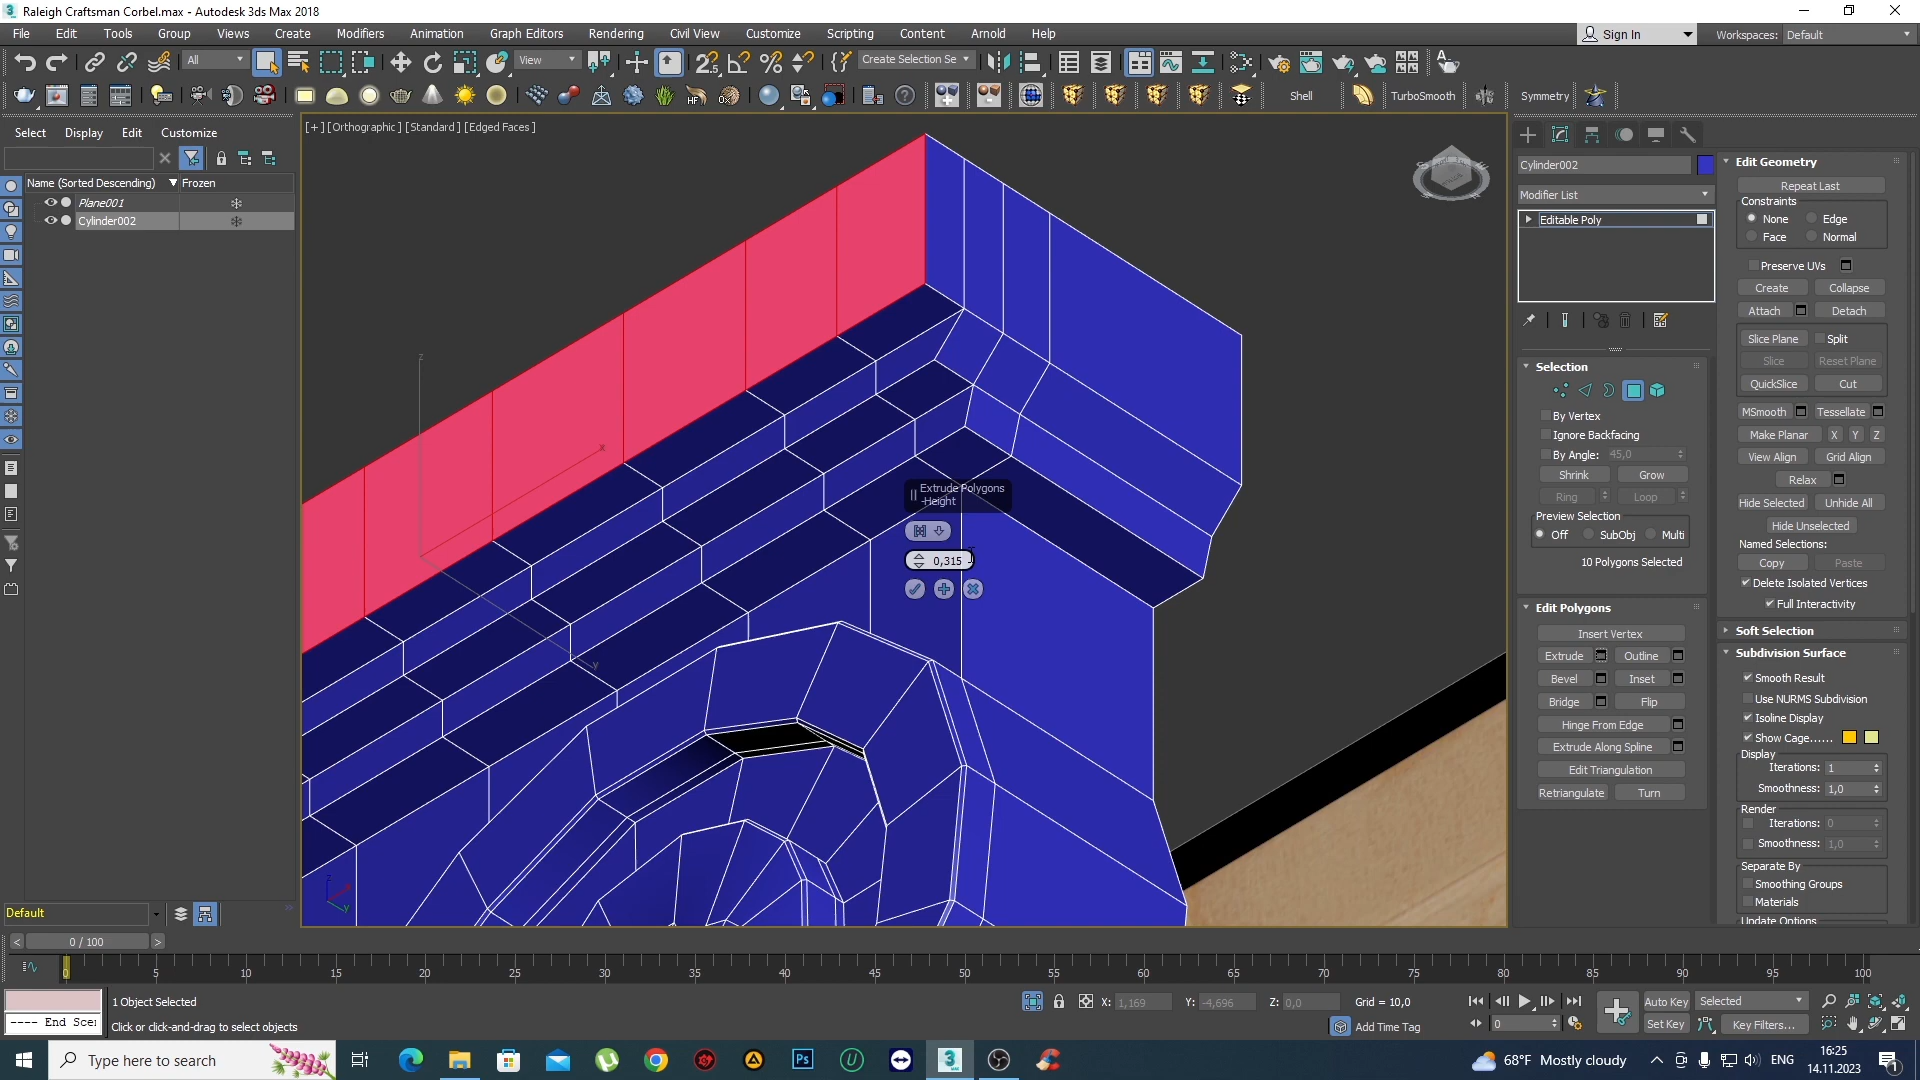 Raleigh Craftsman Corbel.max - Autodesk 3ds Max 2018
File Edit Tools Group Views Create Modifiers Animation Graph Editors Rendering Civil View Customize Scripting Content Arnold Help
Sign In Workspaces: Default
All View Create Selection Se
Shell TurboSmooth Symmetry
Select Display Edit Customize
Name (Sorted Descending) Frozen
Plane001
Cylinder002
[+] [Orthographic] [Standard] [Edged Faces]
Extrude Polygons
-Height
0,315
Cylinder002
Modifier List
Editable Poly
Selection
By Vertex
Ignore Backfacing
By Angle: 45,0
Shrink Grow
Ring Loop
Preview Selection
Off SubObj Multi
10 Polygons Selected
Edit Polygons
Insert Vertex
Extrude Outline
Bevel Inset
Bridge Flip
Hinge From Edge
Extrude Along Spline
Edit Triangulation
Retriangulate Turn
Edit Geometry
Repeat Last
Constraints
None Edge
Face Normal
Preserve UVs
Create Collapse
Attach Detach
Slice Plane Split
Slice Reset Plane
QuickSlice Cut
MSmooth Tessellate
Make Planar X Y Z
View Align Grid Align
Relax
Hide Selected Unhide All
Hide Unselected
Named Selections:
Copy Paste
Delete Isolated Vertices
Full Interactivity
Soft Selection
Subdivision Surface
Smooth Result
Use NURMS Subdivision
Isoline Display
Show Cage......
Display
Iterations: 1
Smoothness: 1,0
Render
Iterations: 0
Smoothness: 1,0
Separate By
Smoothing Groups
Materials
Update Options
Default
0 / 100
0 5 10 15 20 25 30 35 40 45 50 55 60 65 70 75 80 85 90 95 100
1 Object Selected
X: 1,169 Y: -4,696 Z: 0,0 Grid = 10,0
Auto Key Selected
---- End Sce
Click or click-and-drag to select objects
Add Time Tag
0
Set Key Key Filters...
Type here to search
68°F Mostly cloudy
ENG
16:25
14.11.2023